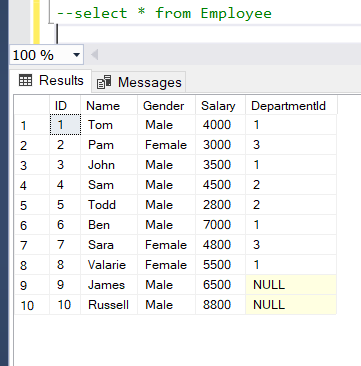 --select * from Employee
100 %
Results Messages
ID Name Gender Salary DepartmentId
1 1 Tom Male 4000 1
2 2 Pam Female 3000 3
3 3 John Male 3500 1
4 4 Sam Male 4500 2
5 5 Todd Male 2800 2
6 6 Ben Male 7000 1
7 7 Sara Female 4800 3
8 8 Valarie Female 5500 1
9 9 James Male 6500 NULL
10 10 Russell Male 8800 NULL